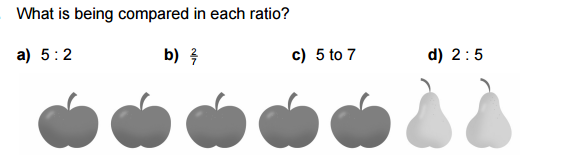 What is being compared in each ratio?
a) 5 : 2 b) 2/7 c) 5 to 7 d) 2 : 5